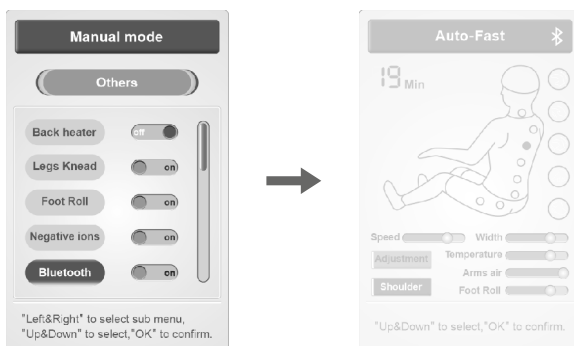 Manual mode
Others
Back heater off
Legs Knead on
Foot Roll on
Negative ions on
Bluetooth on
"Left&Right" to select sub menu,
"Up&Down" to select,"OK" to confirm.
Auto-Fast
19 Min
Speed Width
Adjustment Temperature
Arms air
Shoulder Foot Roll
"Up&Down" to select,"OK" to confirm.